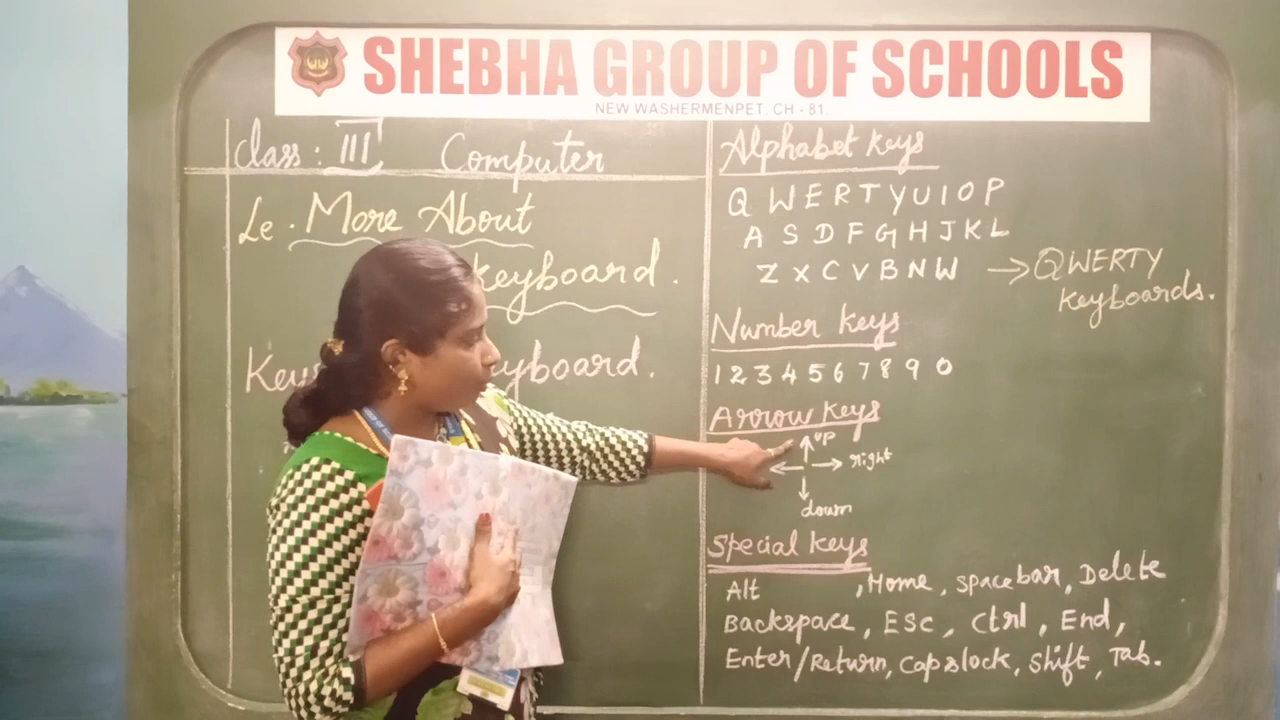 SHEBHA GROUP OF SCHOOLS
NEW WASHERMENPET, CH - 81
Class : III Computer
Le . More About
Keyboard .
Keyboard .
Alphabet Keys
Q W E R T Y U I O P
A S D F G H J K L
Z X C V B N W → QWERTY
Keyboards.
Number Keys
1 2 3 4 5 6 7 8 9 0
Arrow Keys
up
right
down
Special Keys
Alt , Home , spacebar, Delete
Backspace , Esc , Ctrl , End ,
Enter/Return, Capslock, Shift, Tab.